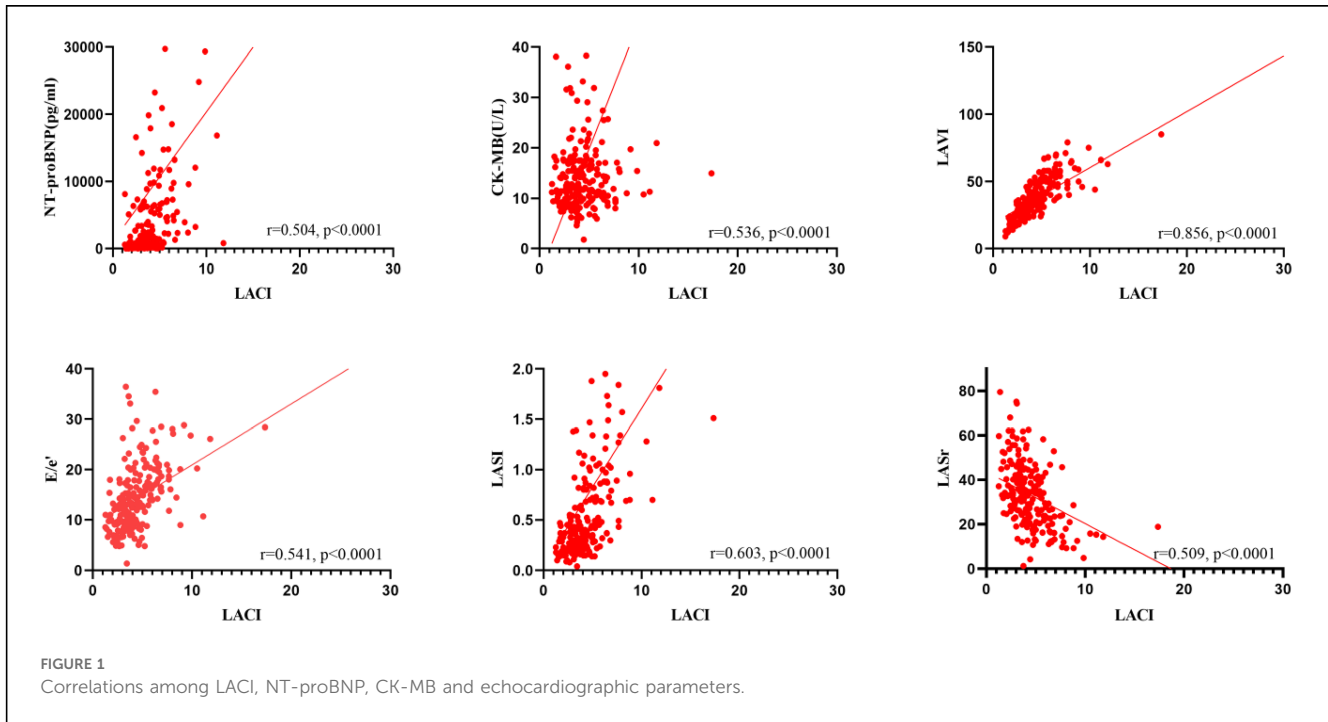 30000
20000
10000
0
NT-proBNP(pg/ml)
0 10 20 30
LACI
r=0.504, p<0.0001
40
30
20
10
0
CK-MB(U/L)
0 10 20 30
LACI
r=0.536, p<0.0001
150
100
50
0
LAVI
0 10 20 30
LACI
r=0.856, p<0.0001
40
30
20
10
0
E/e'
0 10 20 30
LACI
r=0.541, p<0.0001
2.0
1.5
1.0
0.5
0.0
LASI
0 10 20 30
LACI
r=0.603, p<0.0001
80
60
40
20
0
LASr
0 10 20 30
LACI
r=0.509, p<0.0001
FIGURE 1
Correlations among LACI, NT-proBNP, CK-MB and echocardiographic parameters.